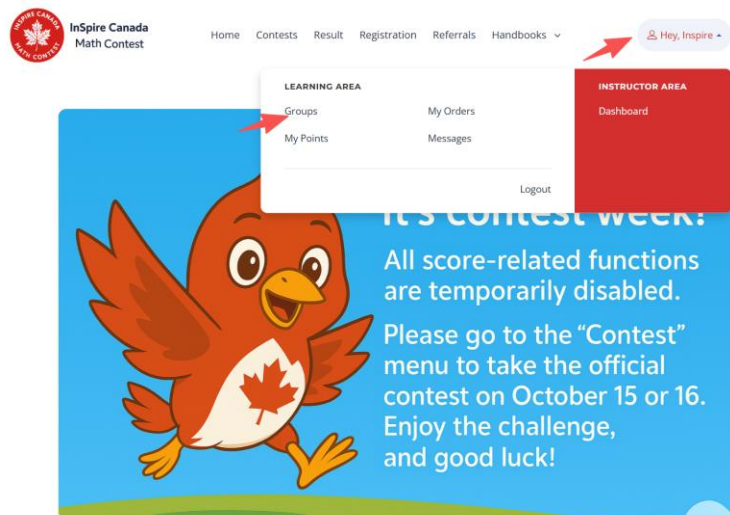 INSPIRE CANADA
MATH CONTEST
InSpire Canada
Math Contest
Home Contests Result Registration Referrals Handbooks
Hey, Inspire
LEARNING AREA
Groups My Orders
My Points Messages
Logout
INSTRUCTOR AREA
Dashboard
It's contest week!
All score-related functions
are temporarily disabled.
Please go to the “Contest”
menu to take the official
contest on October 15 or 16.
Enjoy the challenge,
and good luck!